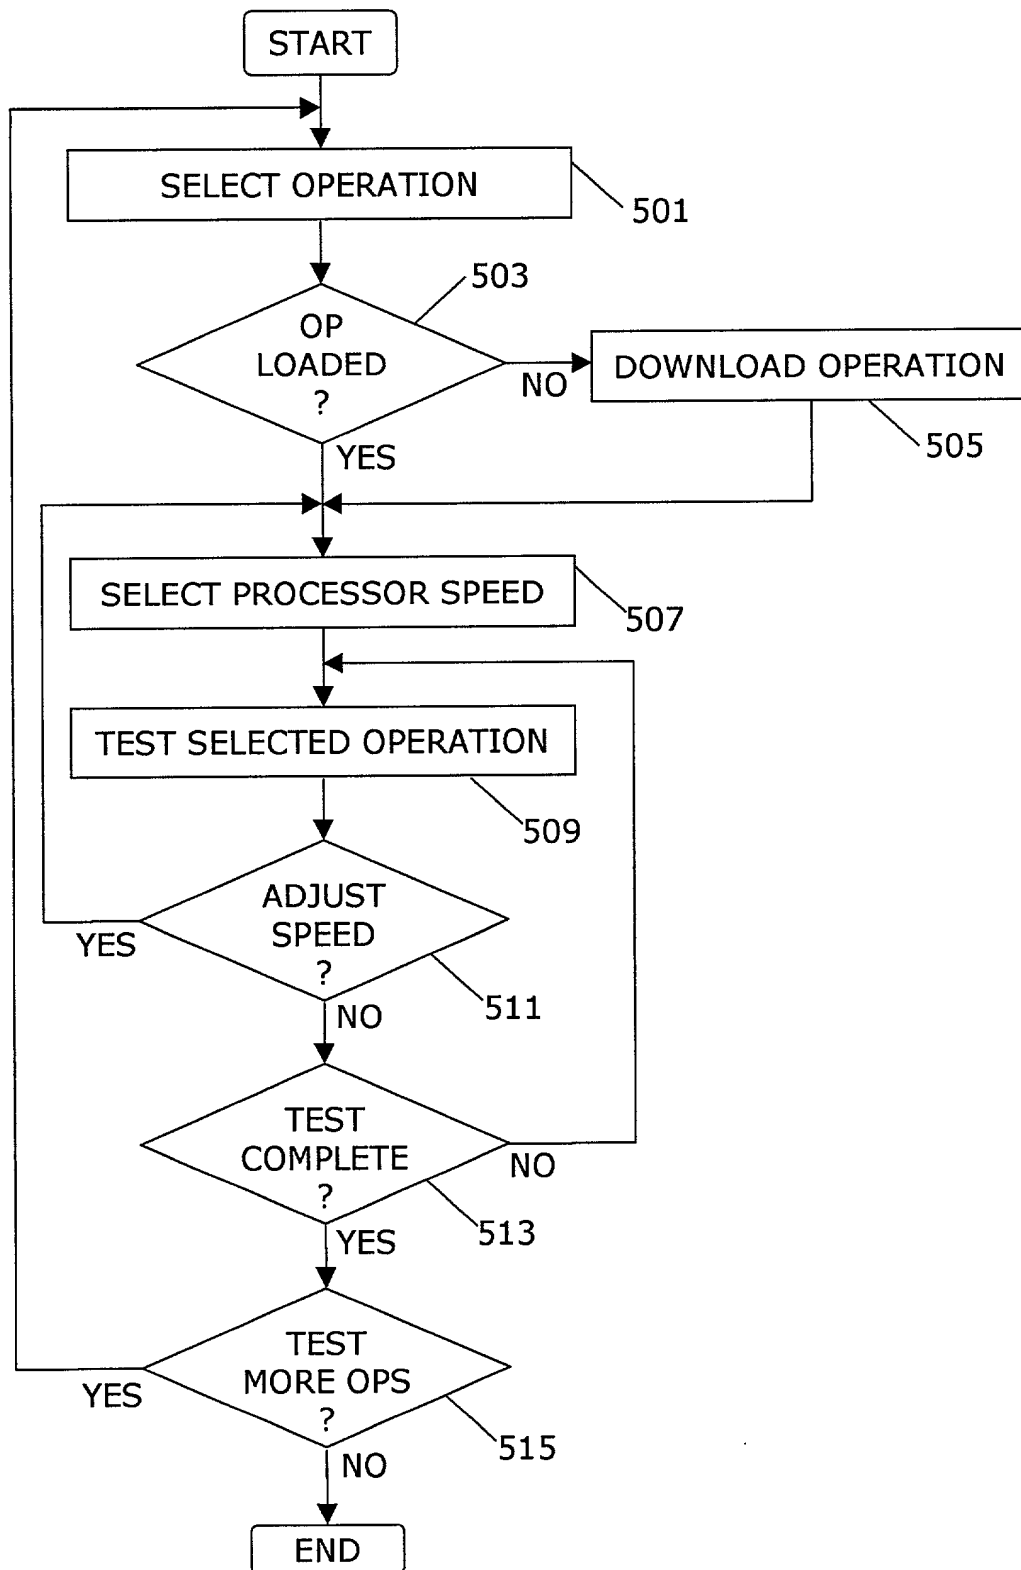 START
SELECT OPERATION
501
503
OP
LOADED
?
NO
DOWNLOAD OPERATION
505
YES
SELECT PROCESSOR SPEED
507
TEST SELECTED OPERATION
509
ADJUST
SPEED
?
YES
511
NO
TEST
COMPLETE
?
NO
513
YES
TEST
MORE OPS
?
YES
515
NO
END